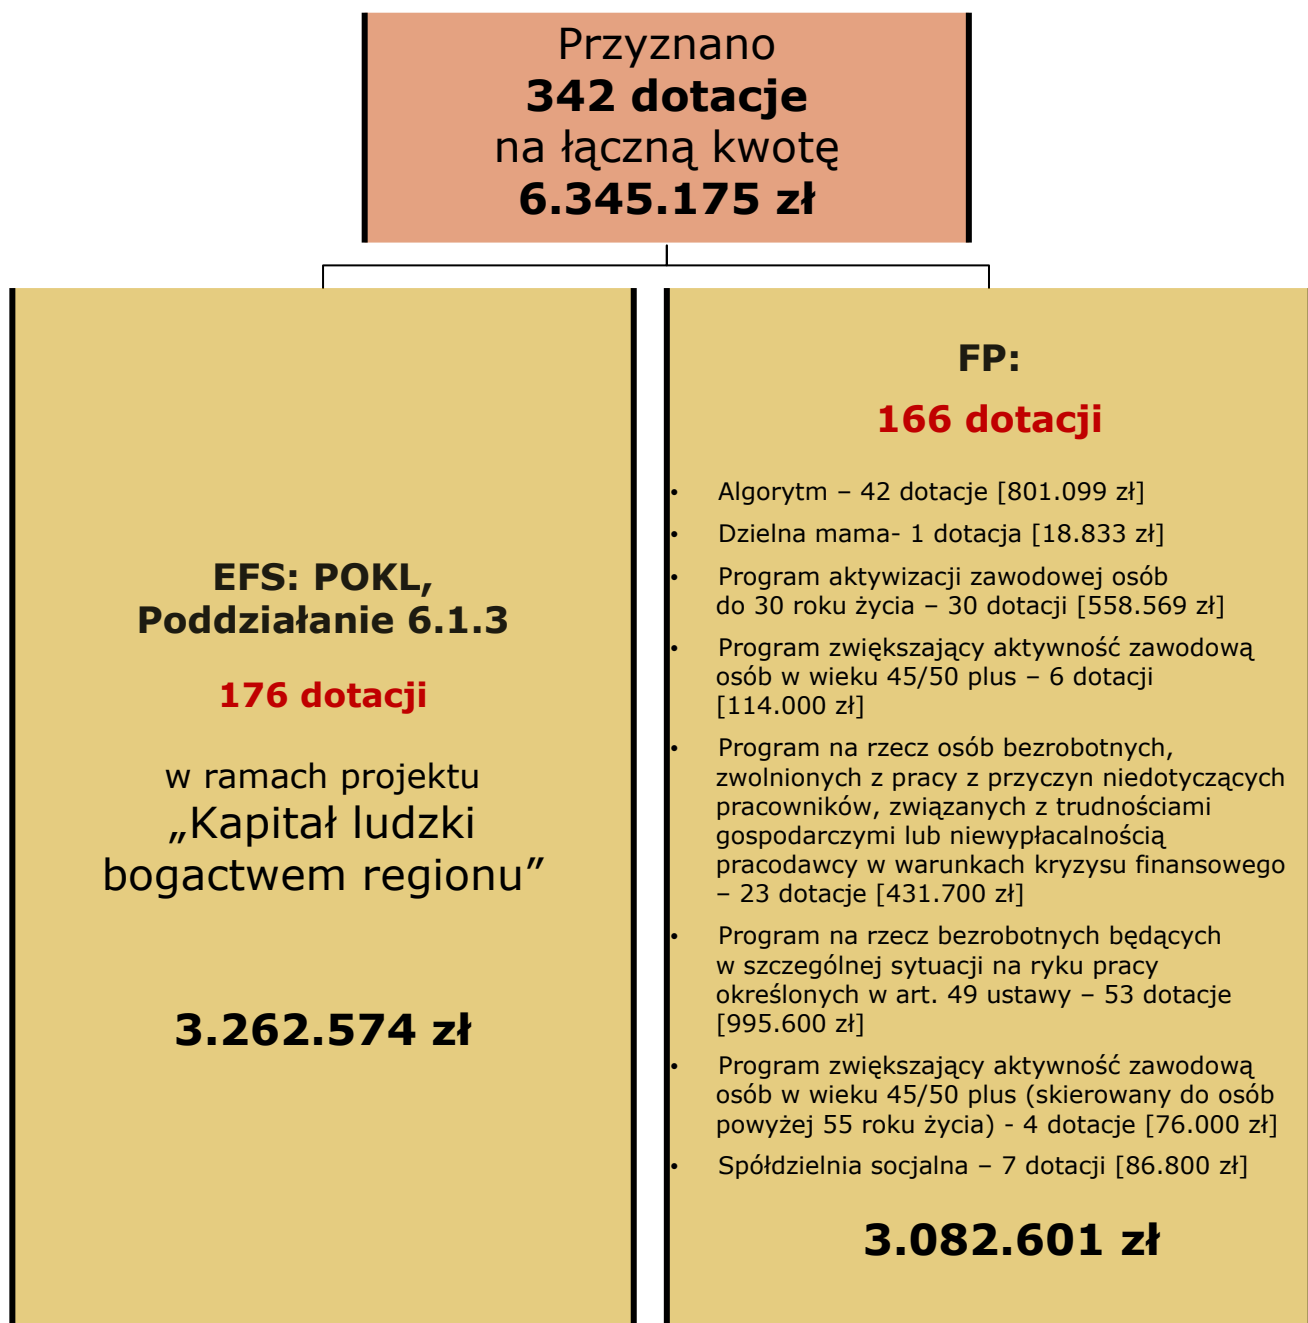 Przyznano
342 dotacje
na łączną kwotę
6.345.175 zł
EFS: POKL,
Poddziałanie 6.1.3
176 dotacji
w ramach projektu
„Kapitał ludzki
bogactwem regionu”
3.262.574 zł
FP:
166 dotacji
• Algorytm – 42 dotacje [801.099 zł]
• Dzielna mama- 1 dotacja [18.833 zł]
• Program aktywizacji zawodowej osób
do 30 roku życia – 30 dotacji [558.569 zł]
• Program zwiększający aktywność zawodową
osób w wieku 45/50 plus – 6 dotacji
[114.000 zł]
• Program na rzecz osób bezrobotnych,
zwolnionych z pracy z przyczyn niedotyczących
pracowników, związanych z trudnościami
gospodarczymi lub niewypłacalnością
pracodawcy w warunkach kryzysu finansowego
– 23 dotacje [431.700 zł]
• Program na rzecz bezrobotnych będących
w szczególnej sytuacji na ryku pracy
określonych w art. 49 ustawy – 53 dotacje
[995.600 zł]
• Program zwiększający aktywność zawodową
osób w wieku 45/50 plus (skierowany do osób
powyżej 55 roku życia) - 4 dotacje [76.000 zł]
• Spółdzielnia socjalna – 7 dotacji [86.800 zł]
3.082.601 zł